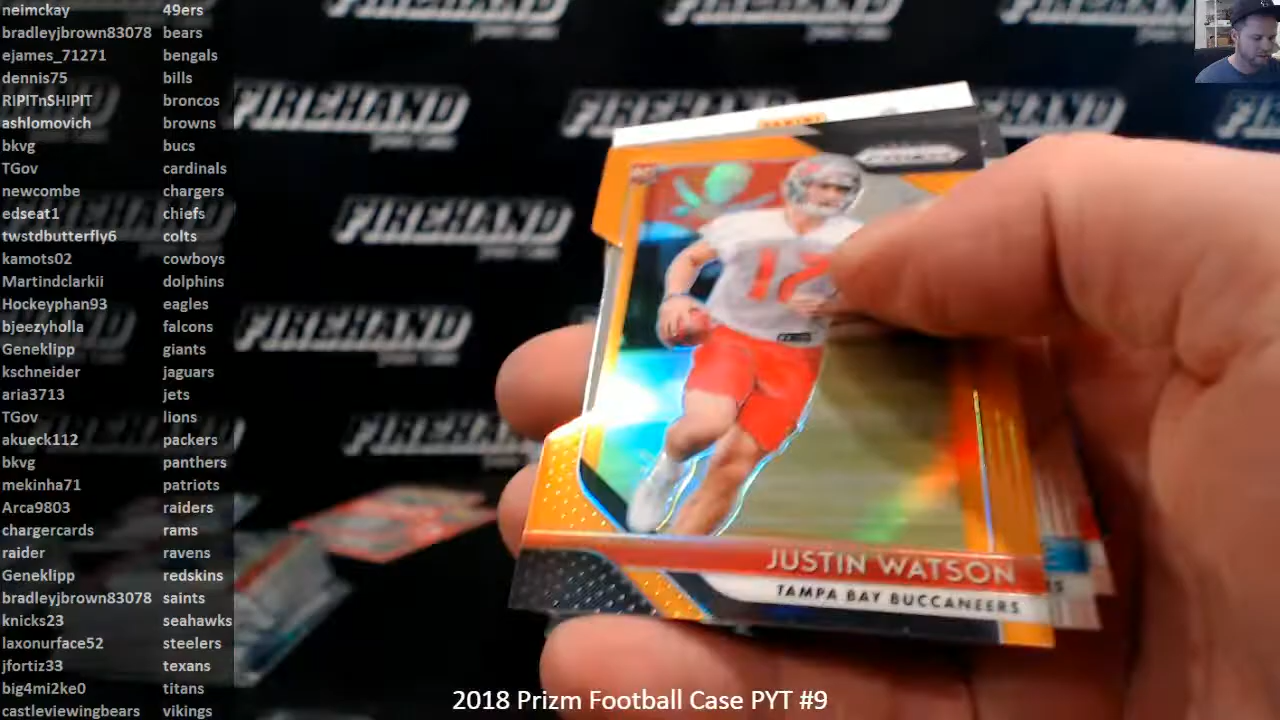 neimckay 49ers
bradleyjbrown83078 bears
ejames_71271 bengals
dennis75 bills
RIPITnSHIPIT broncos
ashlomovich browns
bkvg bucs
TGov cardinals
newcombe chargers
edseat1 chiefs
twstdbutterfly6 colts
kamots02 cowboys
Martindclarkii dolphins
Hockeyphan93 eagles
bjeezyholla falcons
Geneklipp giants
kschneider jaguars
aria3713 jets
TGov lions
akueck112 packers
bkvg panthers
mekinha71 patriots
Arca9803 raiders
chargercards rams
raider ravens
Geneklipp redskins
bradleyjbrown83078 saints
knicks23 seahawks
laxonurface52 steelers
jfortiz33 texans
big4mi2ke0 titans
castleviewingbears vikings
FIREHAND
FIREHAND
FIREHAND
FIREHAND
FIREHAND
PANINI
PRIZM
12
JUSTIN WATSON
TAMPA BAY BUCCANEERS
2018 Prizm Football Case PYT #9